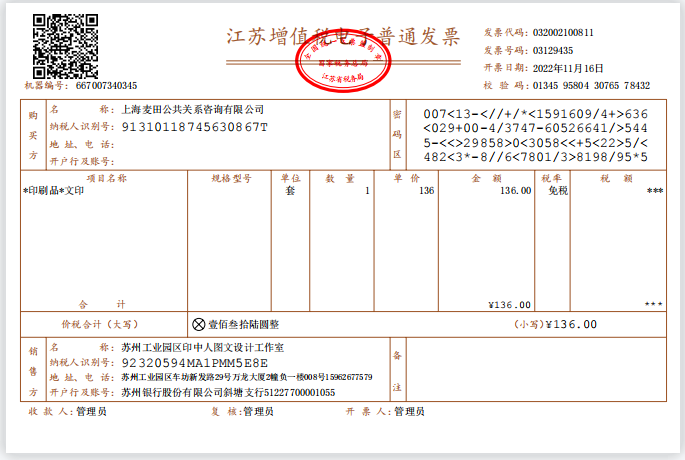 江苏增值税电子普通发票
全国统一发票监制章
国家税务总局
江苏省税务局
发票代码: 032002100811
发票号码: 03129435
开票日期: 2022年11月16日
校 验 码: 01345 95804 30765 78432
机器编号: 667007340345
购买方
名 称: 上海麦田公共关系咨询有限公司
纳税人识别号: 91310118745630867T
地 址、电 话:
开户行及账号:
密码区
007<13-<//+/*<1591609/4+>636
<029+00-4/3747-60526641/>544
5-<<>29858>0<3058<<+5<22>5/<
482<3*-8//6<7801/3>8198/95*5
项目名称 规格型号 单位 数 量 单 价 金 额 税率 税 额
*印刷品*文印 套 1 136 136.00 免税 ***
合 计 ¥136.00 ***
价税合计（大写） ⊗壹佰叁拾陆圆整 (小写)¥136.00
销售方
名 称: 苏州工业园区印中人图文设计工作室
纳税人识别号: 92320594MA1PMM5E8E
地 址、电 话: 苏州工业园区车坊新发路29号万龙大厦2幢负一楼008号15962677579
开户行及账号: 苏州银行股份有限公司斜塘支行51227700001055
备注
收 款 人: 管理员 复 核: 管理员 开 票 人: 管理员